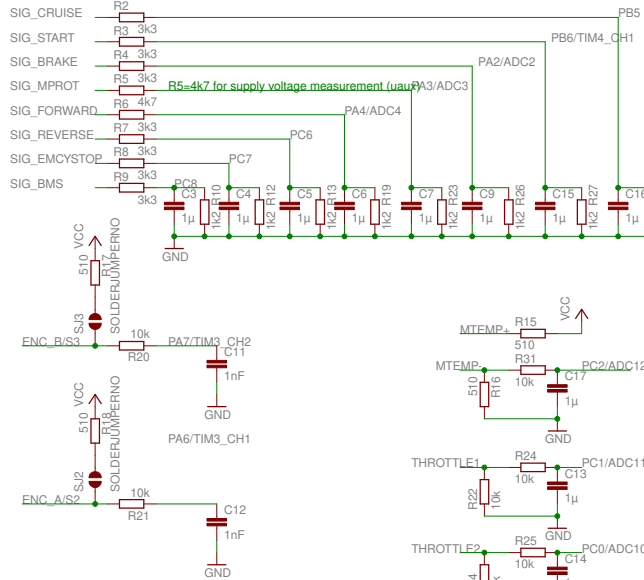 SIG_CRUISE R2 PB5
3k3
SIG_START R3 PB6/TIM4_CH1
3k3
SIG_BRAKE R4 PA2/ADC2
3k3
SIG_MPROT R5 R5=4k7 for supply voltage measurement (uaux) PA3/ADC3
4k7
SIG_FORWARD R6 PA4/ADC4
3k3
SIG_REVERSE R7 PC6
3k3
SIG_EMCYSTOP R8 PC7
3k3
SIG_BMS R9 PC8
3k3
C3 R10 C4 R12 C5 R13 C6 R19 C7 R23 C9 R26 C15 R27 C16
1µ 1k2 1µ 1k2 1µ 1k2 1µ 1k2 1µ 1k2 1µ 1k2 1µ 1k2 1µ
GND
VCC
510 R17
SJ3 SOLDERJUMPERNO
ENC_B/S3 10k PA7/TIM3_CH2
R20 C11
1nF
GND
VCC
510 R18
SJ2 SOLDERJUMPERNO
PA6/TIM3_CH1
ENC_A/S2 10k
R21 C12
1nF
GND
VCC
MTEMP+ R15
510
MTEMP- R31 PC2/ADC12
10k
510 R16 C17
1µ
GND
THROTTLE1 R24 PC1/ADC11
10k
R22 10k C13
1µ
GND
THROTTLE2 R25 PC0/ADC10
10k C14